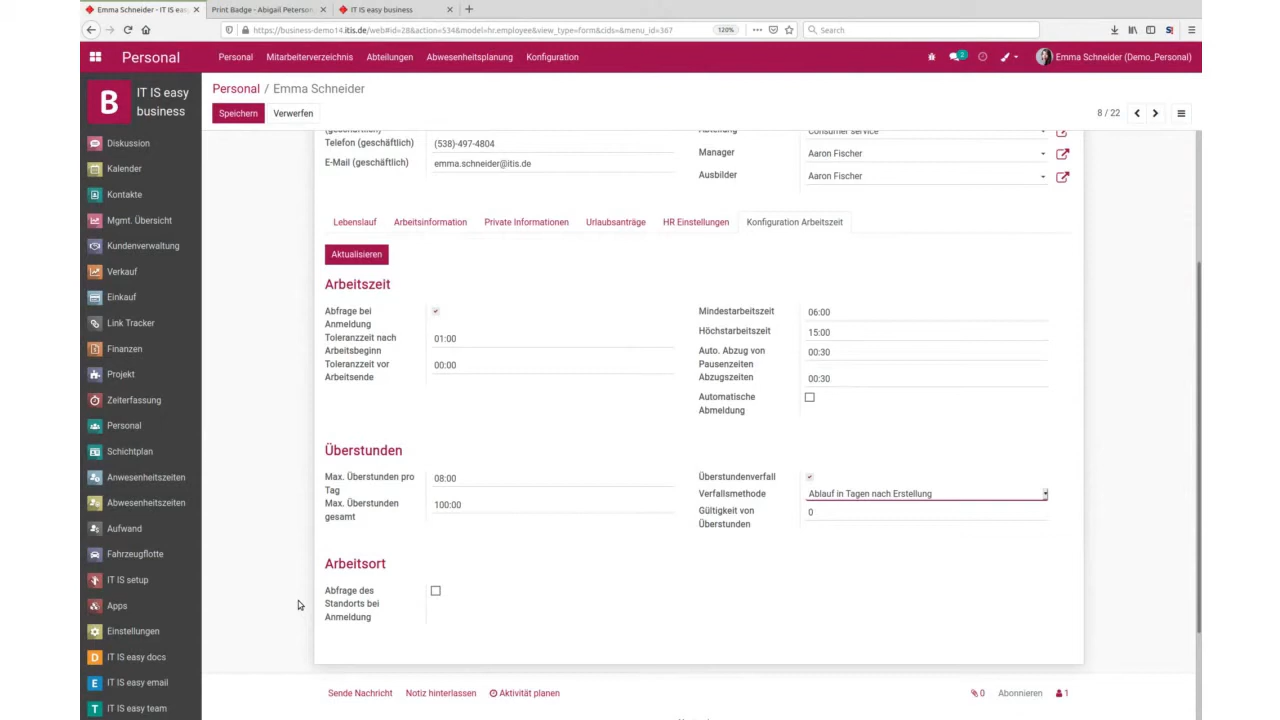 Emma Schneider - IT IS eas
Print Badge - Abigail Peterson
IT IS easy business
https://business-demo14.itis.de/web#id=28&action=534&model=hr.employee&view_type=form&cids=&menu_id=367
120%
Search
Personal
Personal Mitarbeiterverzeichnis Abteilungen Abwesenheitsplanung Konfiguration
2
Emma Schneider (Demo_Personal)
B IT IS easy
business
Personal / Emma Schneider
Speichern Verwerfen
8 / 22
Diskussion
Kalender
Kontakte
Mgmt. Übersicht
Kundenverwaltung
Verkauf
Einkauf
Link Tracker
Finanzen
Projekt
Zeiterfassung
Personal
Schichtplan
Anwesenheitszeiten
Abwesenheitszeiten
Aufwand
Fahrzeugflotte
IT IS setup
Apps
Einstellungen
D IT IS easy docs
E IT IS easy email
T IT IS easy team
(geschäftlich)
Telefon (geschäftlich) (538)-497-4804
E-Mail (geschäftlich) emma.schneider@itis.de
Abteilung Consumer service
Manager Aaron Fischer
Ausbilder Aaron Fischer
Lebenslauf Arbeitsinformation Private Informationen Urlaubsanträge HR Einstellungen Konfiguration Arbeitszeit
Aktualisieren
Arbeitszeit
Abfrage bei
Anmeldung
Toleranzzeit nach 01:00
Arbeitsbeginn
Toleranzzeit vor 00:00
Arbeitsende
Mindestarbeitszeit 06:00
Höchstarbeitszeit 15:00
Auto. Abzug von 00:30
Pausenzeiten
Abzugszeiten 00:30
Automatische
Abmeldung
Überstunden
Max. Überstunden pro 08:00
Tag
Max. Überstunden 100:00
gesamt
Überstundenverfall
Verfallsmethode Ablauf in Tagen nach Erstellung
Gültigkeit von 0
Überstunden
Arbeitsort
Abfrage des
Standorts bei
Anmeldung
Sende Nachricht Notiz hinterlassen Aktivität planen
0 Abonnieren 1